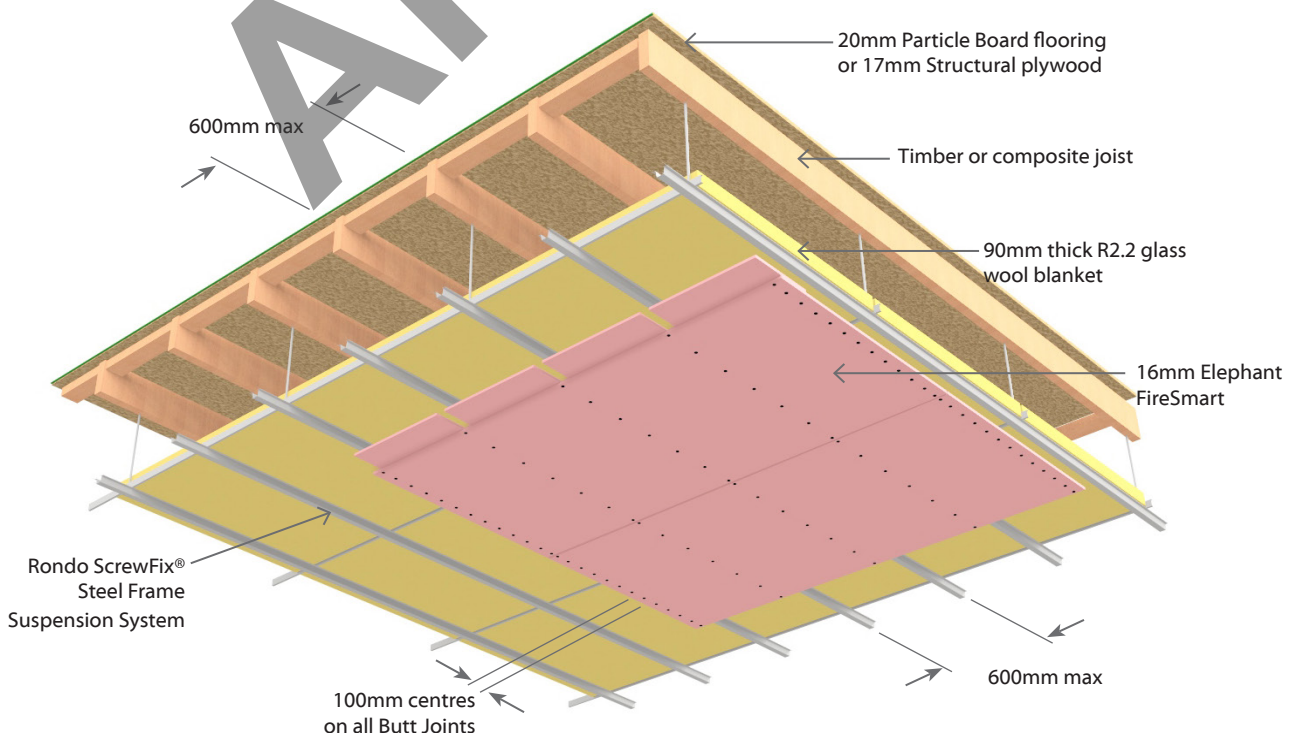 20mm Particle Board flooring
or 17mm Structural plywood
600mm max
Timber or composite joist
90mm thick R2.2 glass
wool blanket
16mm Elephant
FireSmart
Rondo ScrewFix®
Steel Frame
Suspension System
600mm max
100mm centres
on all Butt Joints